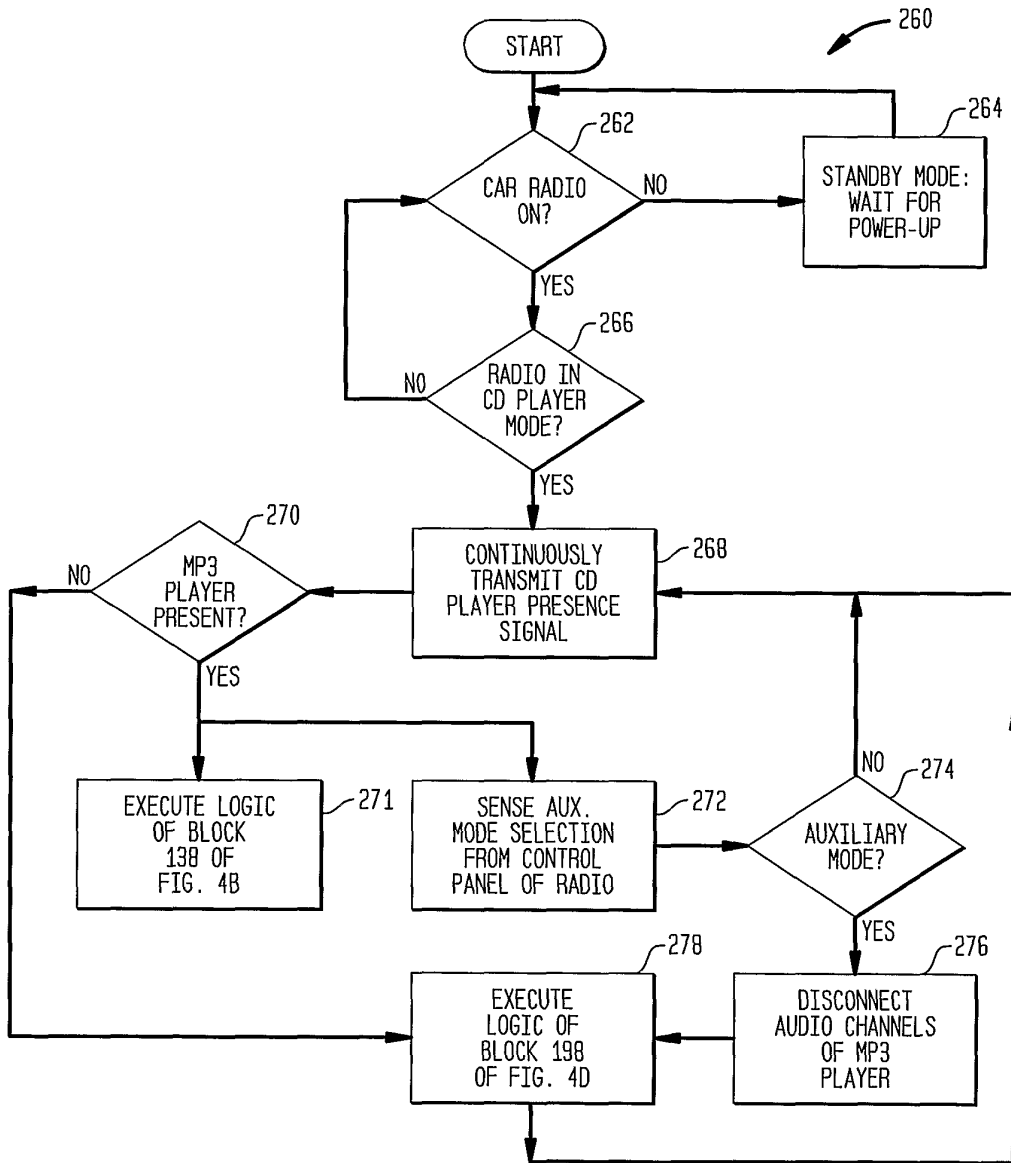 260
START
262
264
CAR RADIO
ON?
NO
STANDBY MODE:
WAIT FOR
POWER-UP
YES
266
NO
RADIO IN
CD PLAYER
MODE?
YES
270
268
NO
MP3
PLAYER
PRESENT?
CONTINUOUSLY
TRANSMIT CD
PLAYER PRESENCE
SIGNAL
YES
271
272
NO
274
EXECUTE LOGIC
OF BLOCK
138 OF
FIG. 4B
SENSE AUX.
MODE SELECTION
FROM CONTROL
PANEL OF RADIO
AUXILIARY
MODE?
YES
278
276
EXECUTE
LOGIC OF
BLOCK 198
OF FIG. 4D
DISCONNECT
AUDIO CHANNELS
OF MP3
PLAYER